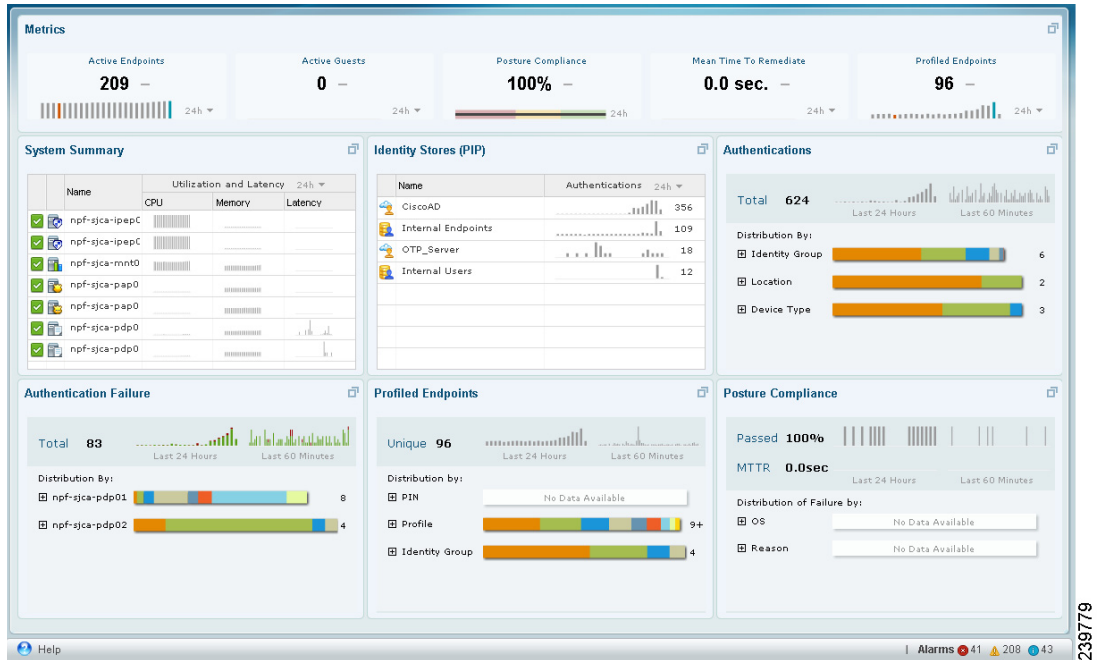 Metrics
Active Endpoints
209 –
24h
Active Guests
0 –
24h
Posture Compliance
100% –
24h
Mean Time To Remediate
0.0 sec. –
24h
Profiled Endpoints
96 –
24h
System Summary
Name
Utilization and Latency 24h
CPU Memory Latency
npf-sjca-ipep0
npf-sjca-ipep0
npf-sjca-mnt0
npf-sjca-pap0
npf-sjca-pap0
npf-sjca-pdp0
npf-sjca-pdp0
Identity Stores (PIP)
Name Authentications 24h
CiscoAD 356
Internal Endpoints 109
OTP_Server 18
Internal Users 12
Authentications
Total 624
Last 24 Hours Last 60 Minutes
Distribution By:
Identity Group 6
Location 2
Device Type 3
Authentication Failure
Total 83
Last 24 Hours Last 60 Minutes
Distribution By:
npf-sjca-pdp01 8
npf-sjca-pdp02 4
Profiled Endpoints
Unique 96
Last 24 Hours Last 60 Minutes
Distribution by:
PIN No Data Available
Profile 9+
Identity Group 4
Posture Compliance
Passed 100%
MTTR 0.0sec
Last 24 Hours Last 60 Minutes
Distribution of Failure by:
OS No Data Available
Reason No Data Available
Help
| Alarms 41 208 43
239779